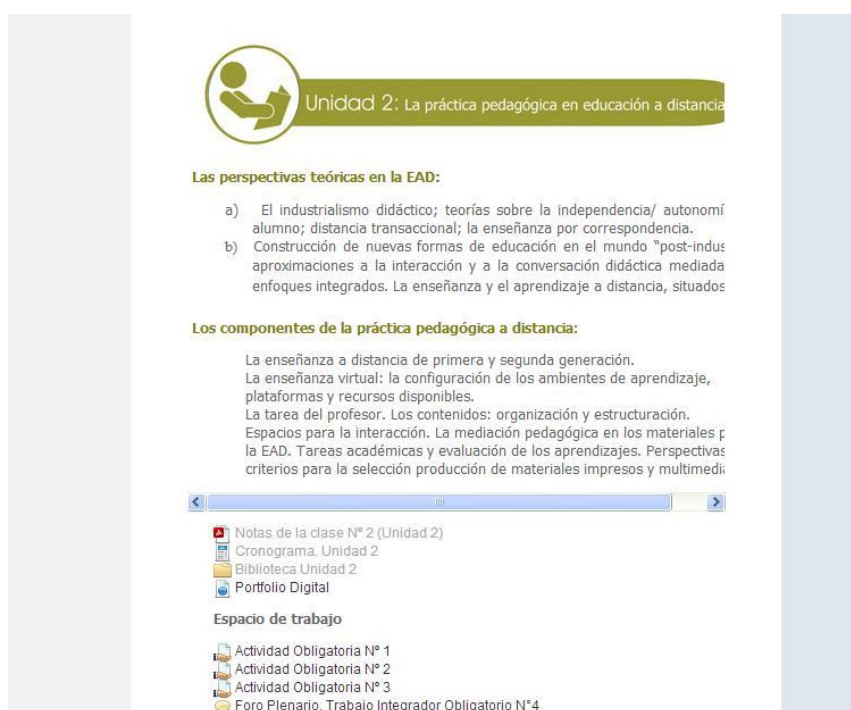 Unidad 2: La práctica pedagógica en educación a distancia
Las perspectivas teóricas en la EAD:
a) El industrialismo didáctico; teorías sobre la independencia/ autonomí
alumno; distancia transaccional; la enseñanza por correspondencia.
b) Construcción de nuevas formas de educación en el mundo "post-indus
aproximaciones a la interacción y a la conversación didáctica mediada
enfoques integrados. La enseñanza y el aprendizaje a distancia, situados
Los componentes de la práctica pedagógica a distancia:
La enseñanza a distancia de primera y segunda generación.
La enseñanza virtual: la configuración de los ambientes de aprendizaje,
plataformas y recursos disponibles.
La tarea del profesor. Los contenidos: organización y estructuración.
Espacios para la interacción. La mediación pedagógica en los materiales p
la EAD. Tareas académicas y evaluación de los aprendizajes. Perspectivas
criterios para la selección producción de materiales impresos y multimedi
Notas de la clase Nº 2 (Unidad 2)
Cronograma. Unidad 2
Biblioteca Unidad 2
Portfolio Digital
Espacio de trabajo
Actividad Obligatoria Nº 1
Actividad Obligatoria Nº 2
Actividad Obligatoria Nº 3
Foro Plenario. Trabajo Integrador Obligatorio N°4